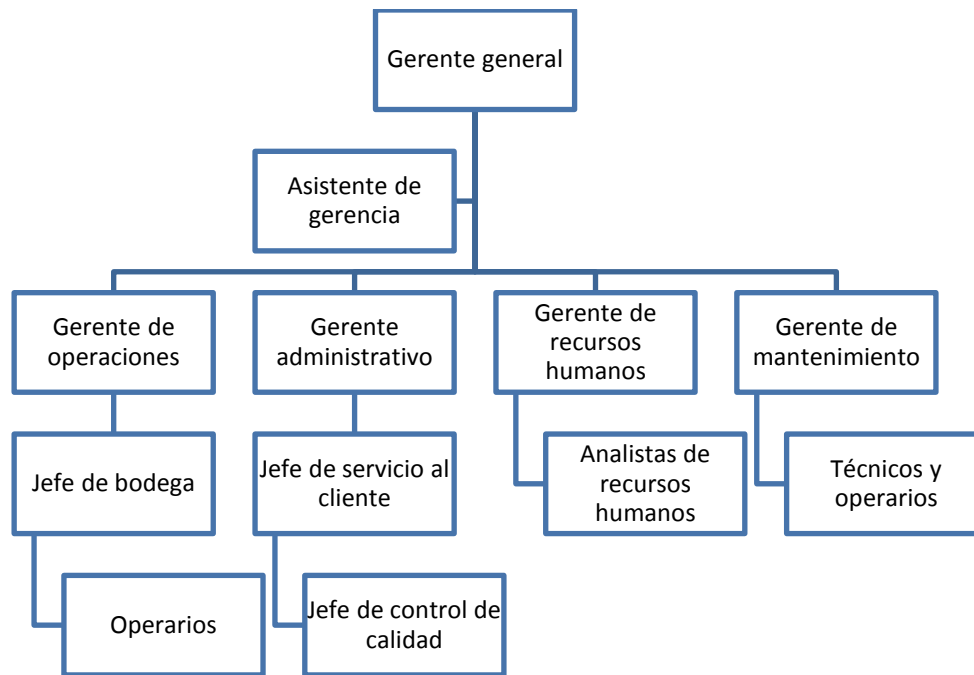 Gerente general
Asistente de
gerencia
Gerente de
operaciones
Gerente
administrativo
Gerente de
recursos
humanos
Gerente de
mantenimiento
Jefe de bodega
Jefe de servicio al
cliente
Analistas de
recursos
humanos
Técnicos y
operarios
Operarios
Jefe de control de
calidad